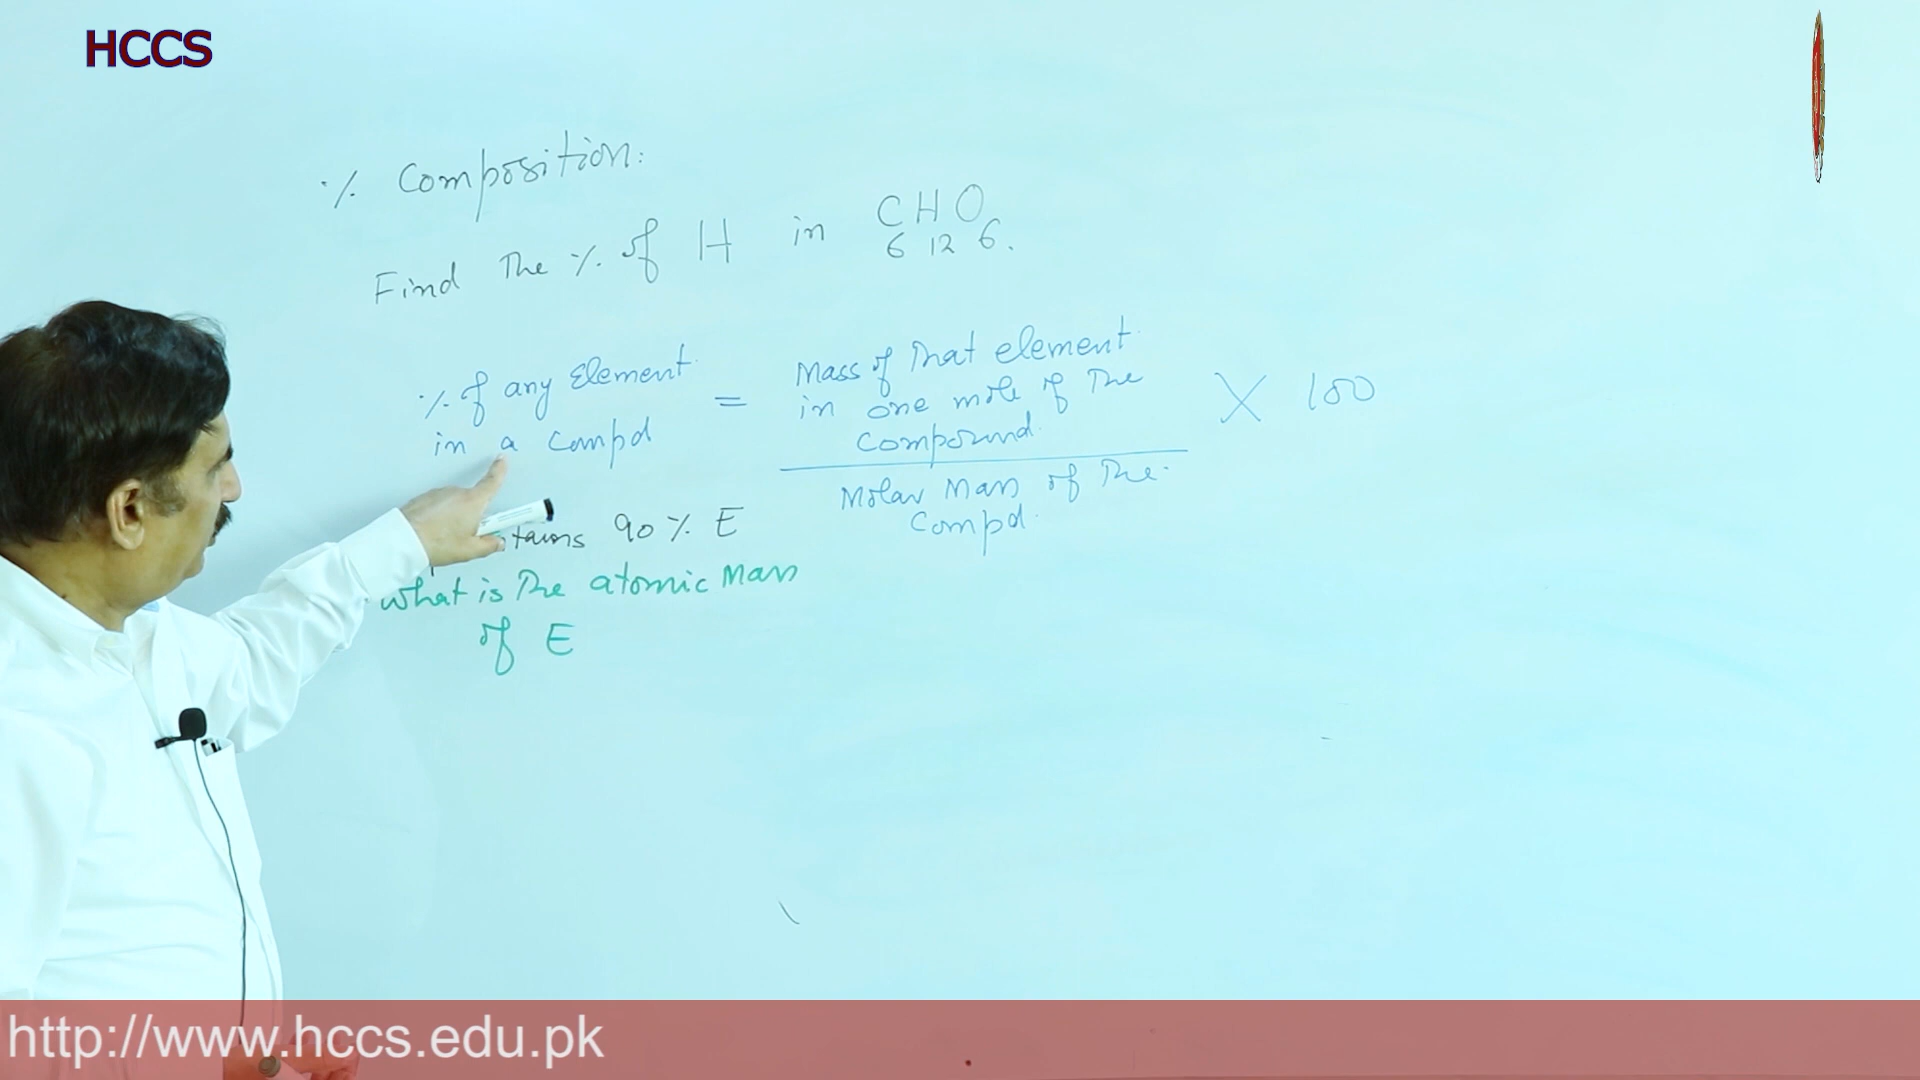 HCCS
% Composition:
Find The % of H in C6H12O6.
% of any Element
in a Compd
=
Mass of That element
in one mole of The
Compound
Molar Mass of The
Compd.
X 100
90 % E
What is The atomic Mass
of E
http://www.hccs.edu.pk